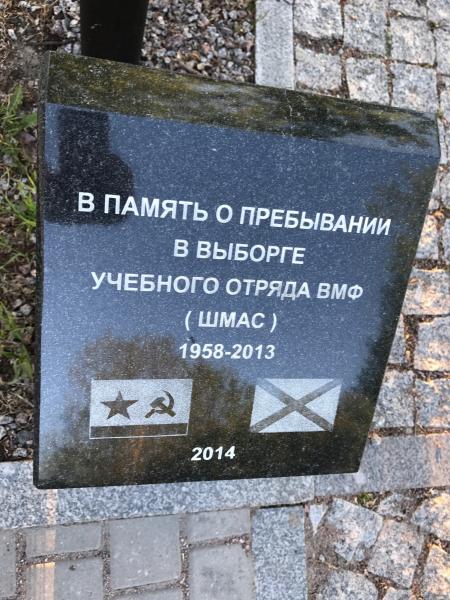 В ПАМЯТЬ О ПРЕБЫВАНИИ
В ВЫБОРГЕ
УЧЕБНОГО ОТРЯДА ВМФ
( ШМАС )
1958-2013
2014